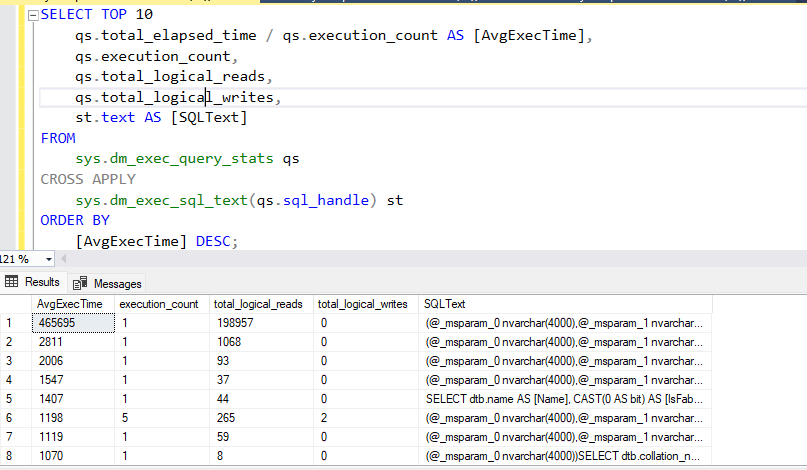 SELECT TOP 10
qs.total_elapsed_time / qs.execution_count AS [AvgExecTime],
qs.execution_count,
qs.total_logical_reads,
qs.total_logical_writes,
st.text AS [SQLText]
FROM
sys.dm_exec_query_stats qs
CROSS APPLY
sys.dm_exec_sql_text(qs.sql_handle) st
ORDER BY
[AvgExecTime] DESC;
121 %
Results Messages
AvgExecTime execution_count total_logical_reads total_logical_writes SQLText
1 465695 1 198957 0 (@_msparam_0 nvarchar(4000),@_msparam_1 nvarchar...
2 2811 1 1068 0 (@_msparam_0 nvarchar(4000),@_msparam_1 nvarchar...
3 2006 1 93 0 (@_msparam_0 nvarchar(4000),@_msparam_1 nvarchar...
4 1547 1 37 0 (@_msparam_0 nvarchar(4000),@_msparam_1 nvarchar...
5 1407 1 44 0 SELECT dtb.name AS [Name], CAST(0 AS bit) AS [IsFab...
6 1198 5 265 2 (@_msparam_0 nvarchar(4000),@_msparam_1 nvarchar...
7 1119 1 59 0 (@_msparam_0 nvarchar(4000),@_msparam_1 nvarchar...
8 1070 1 8 0 (@_msparam_0 nvarchar(4000))SELECT dtb.collation_n...